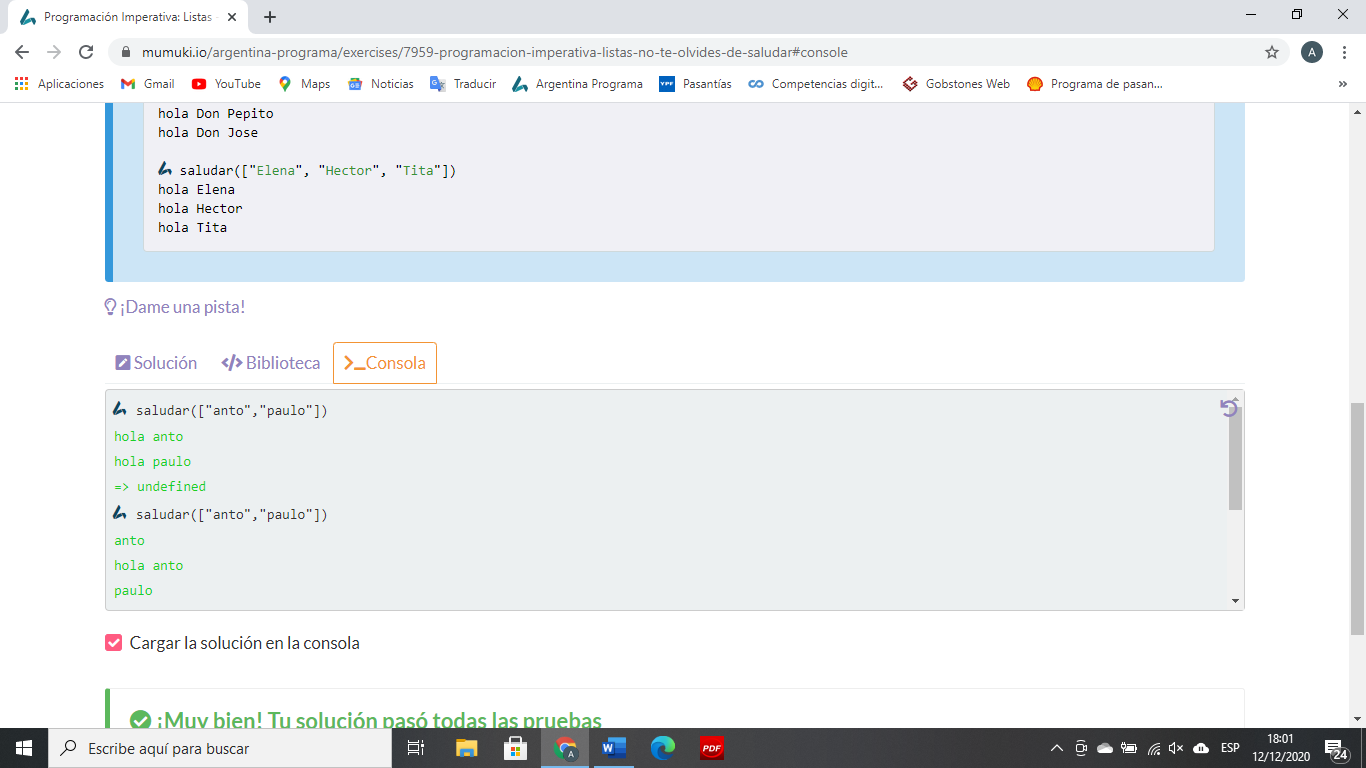 Programación Imperativa: Listas
mumuki.io/argentina-programa/exercises/7959-programacion-imperativa-listas-no-te-olvides-de-saludar#console
A
Aplicaciones Gmail YouTube Maps Noticias Traducir Argentina Programa YPF Pasantías Competencias digit... Gobstones Web Programa de pasan... »
hola Don Pepito
hola Don Jose
saludar(["Elena", "Hector", "Tita"])
hola Elena
hola Hector
hola Tita
¡Dame una pista!
Solución Biblioteca Consola
saludar(["anto","paulo"])
hola anto
hola paulo
=> undefined
saludar(["anto","paulo"])
anto
hola anto
paulo
Cargar la solución en la consola
¡Muy bien! Tu solución pasó todas las pruebas
Escribe aquí para buscar
A
W
PDF
ESP
18:01
12/12/2020
24